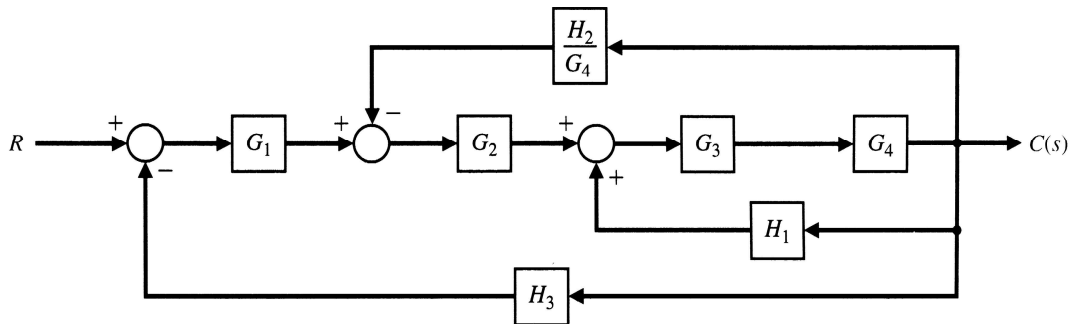 H2
G4
R + − G1 + − G2 + + G3 G4 C(s)
H1
H3